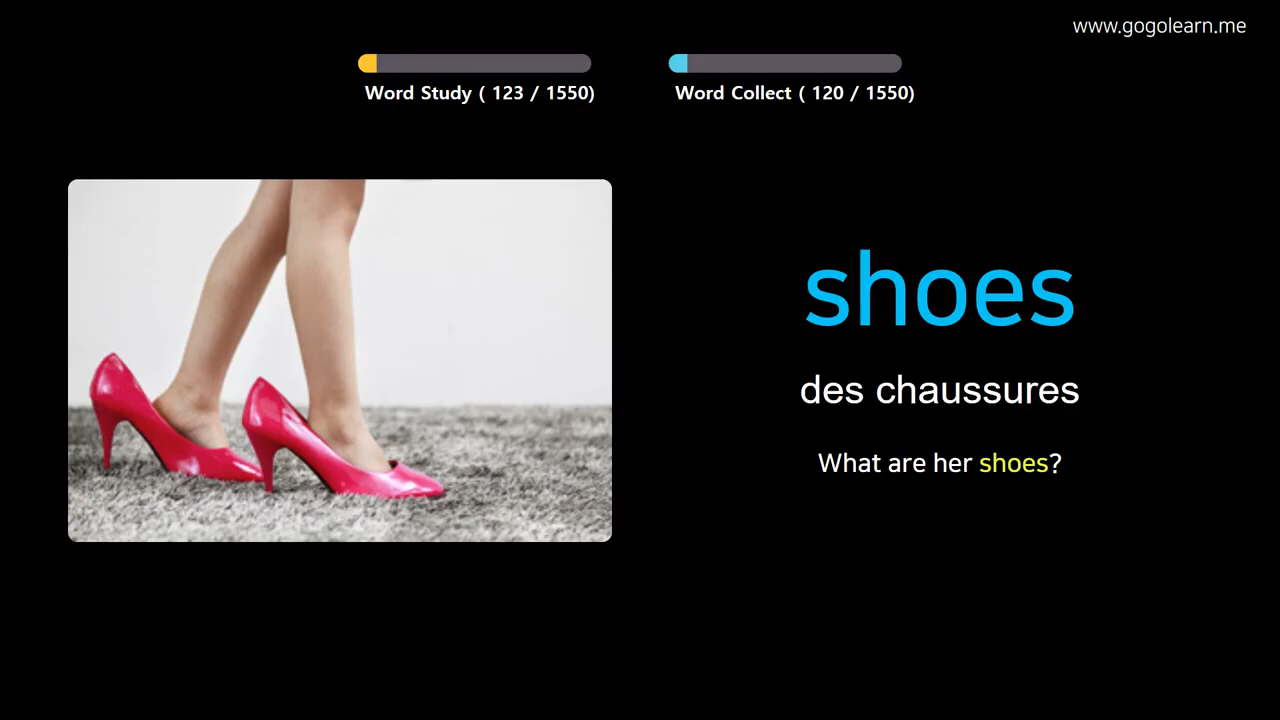 www.gogolearn.me
Word Study ( 123 / 1550)
Word Collect ( 120 / 1550)
shoes
des chaussures
What are her shoes?